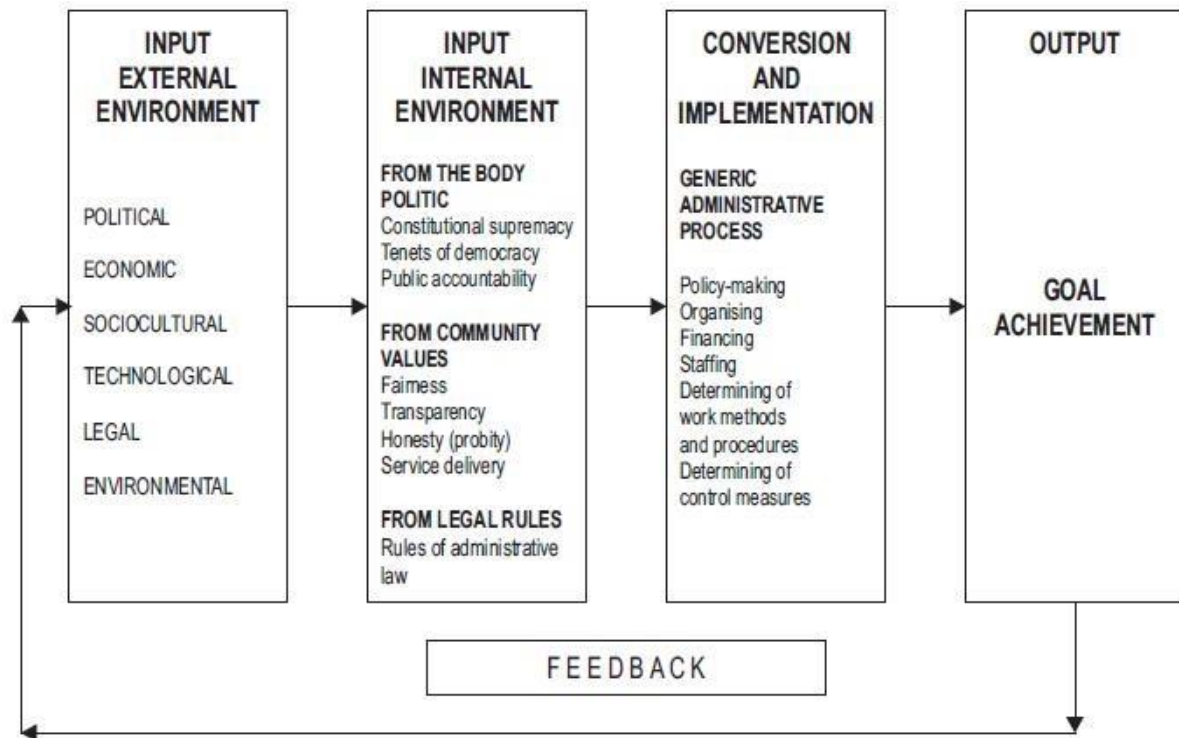 INPUT
EXTERNAL
ENVIRONMENT
POLITICAL
ECONOMIC
SOCIOCULTURAL
TECHNOLOGICAL
LEGAL
ENVIRONMENTAL
INPUT
INTERNAL
ENVIRONMENT
FROM THE BODY
POLITIC
Constitutional supremacy
Tenets of democracy
Public accountability
FROM COMMUNITY
VALUES
Fairness
Transparency
Honesty (probity)
Service delivery
FROM LEGAL RULES
Rules of administrative
law
CONVERSION
AND
IMPLEMENTATION
GENERIC
ADMINISTRATIVE
PROCESS
Policy-making
Organising
Financing
Staffing
Determining of
work methods
and procedures
Determining of
control measures
OUTPUT
GOAL
ACHIEVEMENT
FEEDBACK